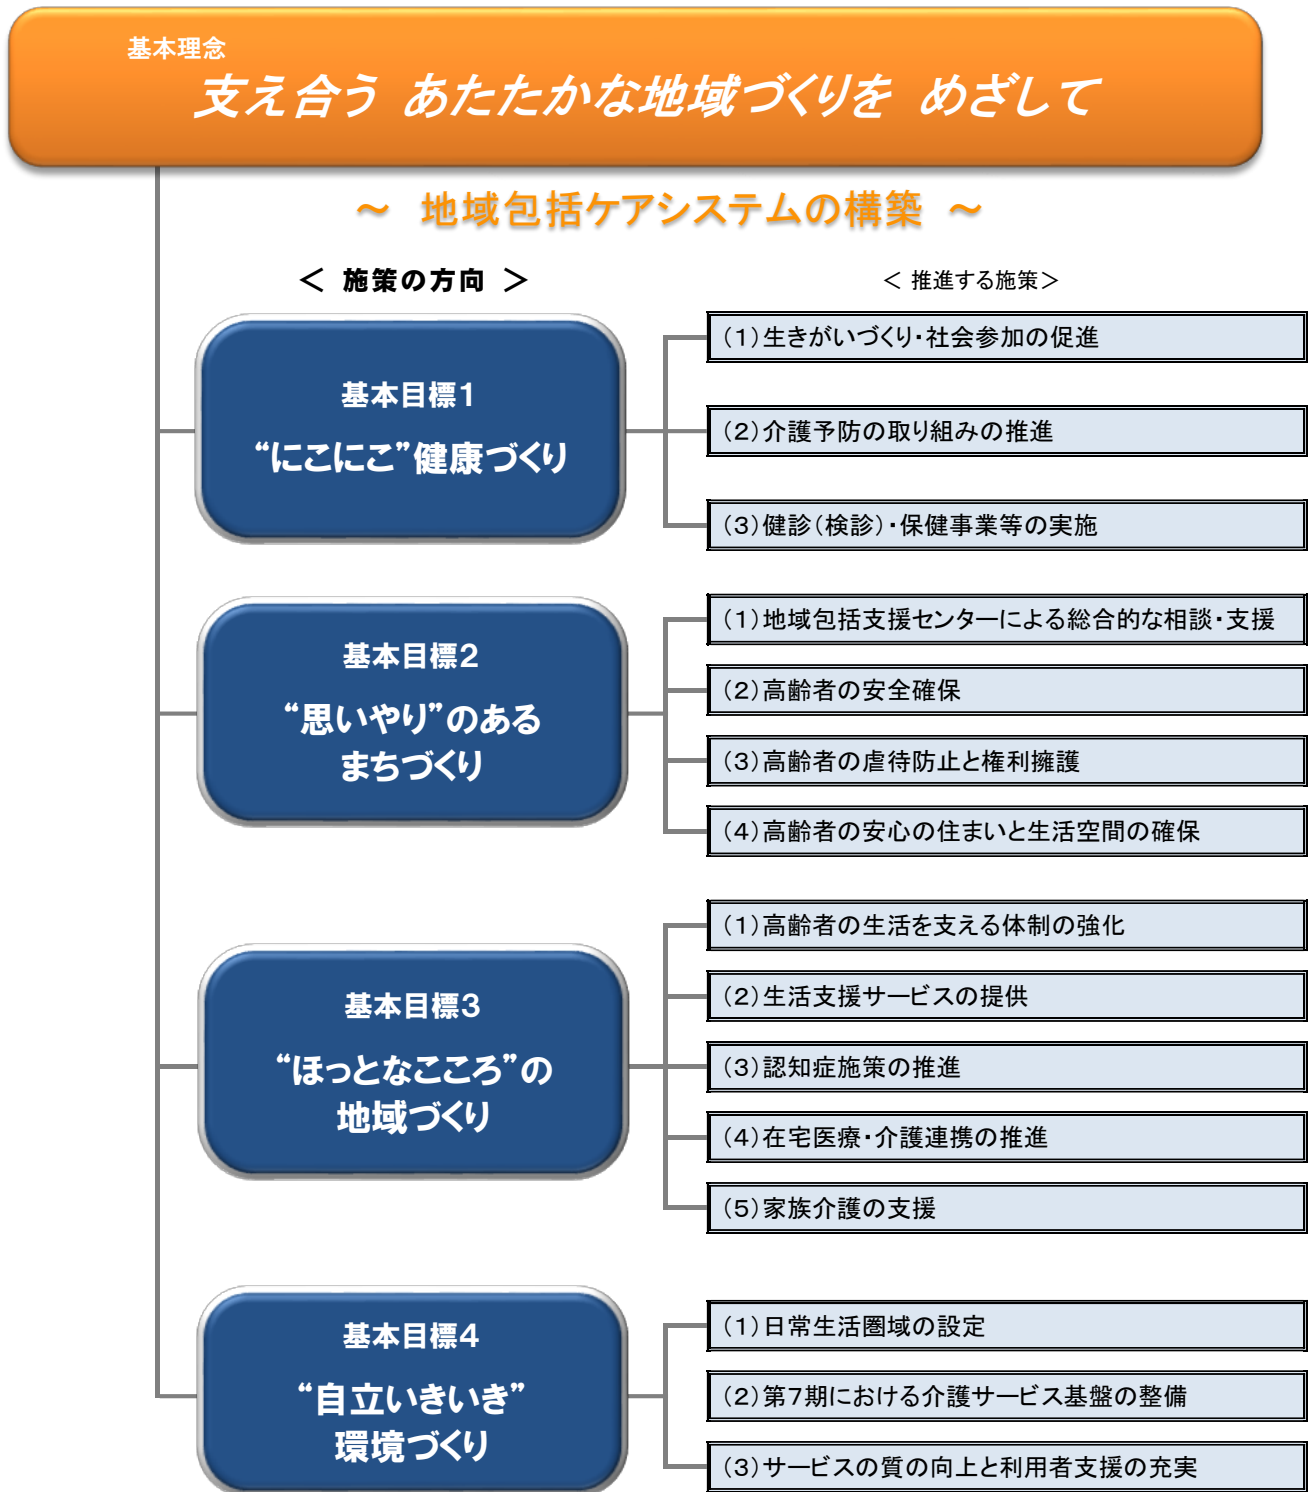 基本理念
支え合う あたたかな地域づくりを めざして
～ 地域包括ケアシステムの構築 ～
＜ 施策の方向 ＞
＜ 推進する施策＞
基本目標１
“にこにこ”健康づくり
（１）生きがいづくり・社会参加の促進
（２）介護予防の取り組みの推進
（３）健診（検診）・保健事業等の実施
基本目標２
“思いやり”のある
まちづくり
（１）地域包括支援センターによる総合的な相談・支援
（２）高齢者の安全確保
（３）高齢者の虐待防止と権利擁護
（４）高齢者の安心の住まいと生活空間の確保
基本目標３
“ほっとなこころ”の
地域づくり
（１）高齢者の生活を支える体制の強化
（２）生活支援サービスの提供
（３）認知症施策の推進
（４）在宅医療・介護連携の推進
（５）家族介護の支援
基本目標４
“自立いきいき”
環境づくり
（１）日常生活圏域の設定
（２）第７期における介護サービス基盤の整備
（３）サービスの質の向上と利用者支援の充実